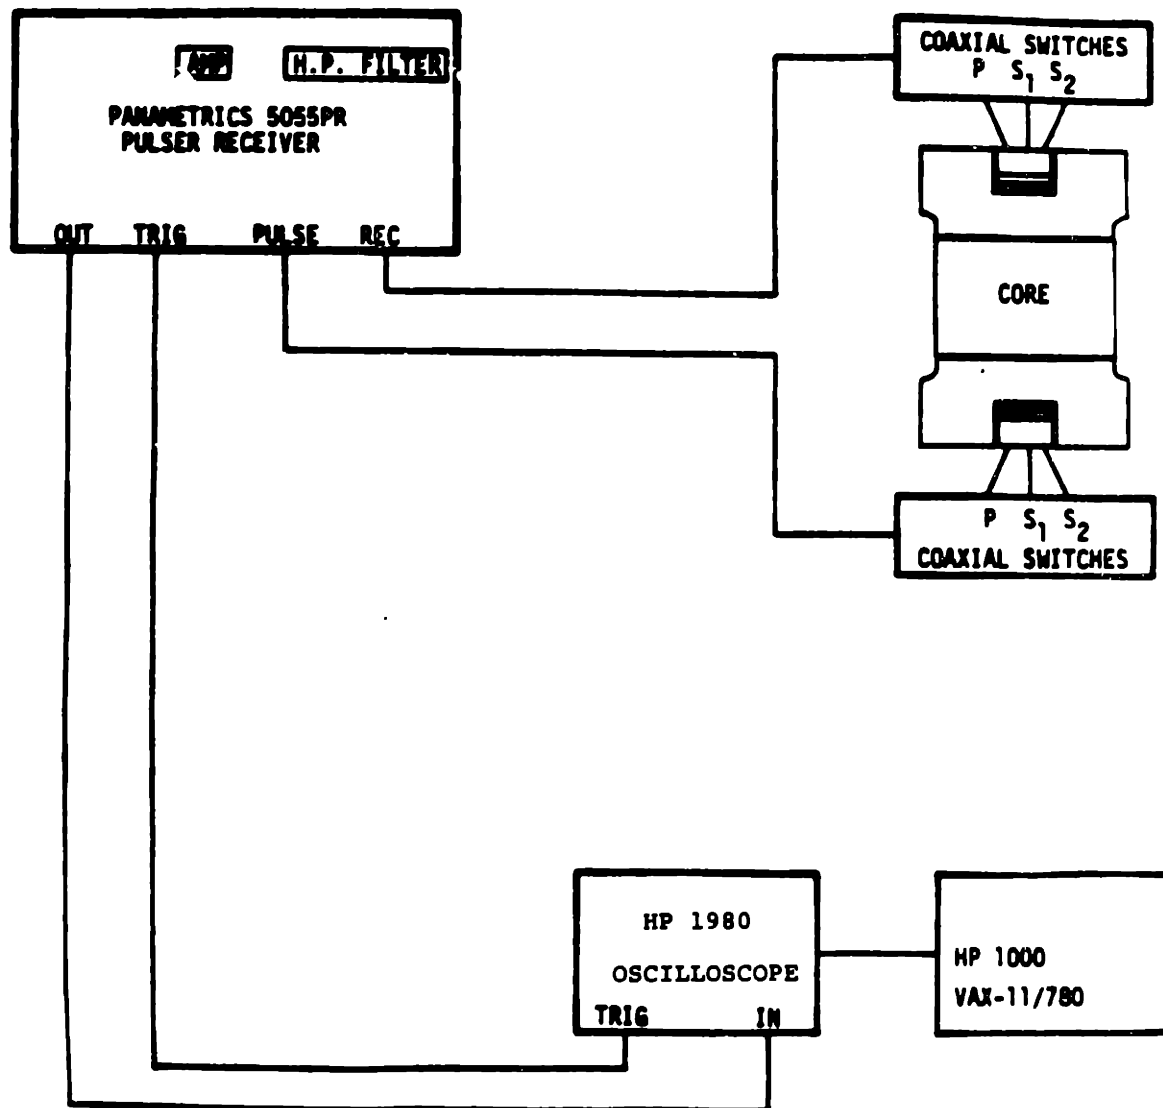 AMP H.P. FILTER
PANAMETRICS 5055PR
PULSER RECEIVER
OUT TRIG PULSE REC
COAXIAL SWITCHES
P S1 S2
CORE
P S1 S2
COAXIAL SWITCHES
HP 1980
OSCILLOSCOPE
TRIG IN
HP 1000
VAX-11/780